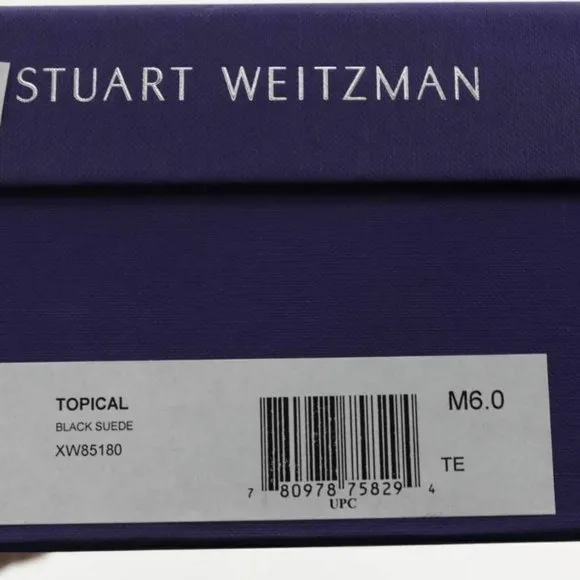 STUART WEITZMAN
TOPICAL
BLACK SUEDE
XW85180
M6.0
TE
7 80978 75829 4
UPC